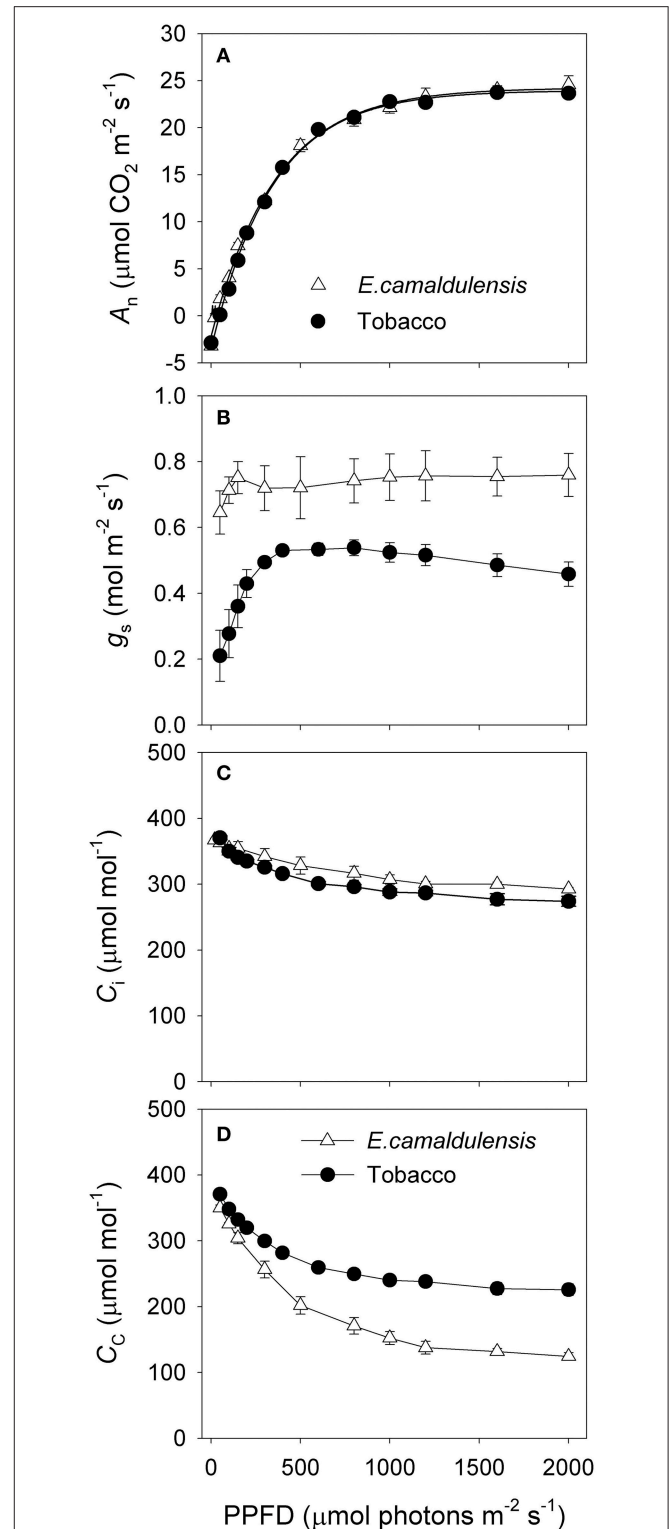 A
30
25
20
15
10
5
0
-5
Aₙ (μmol CO₂ m⁻² s⁻¹)
E.camaldulensis
Tobacco
B
1.0
0.8
0.6
0.4
0.2
0.0
gₛ (mol m⁻² s⁻¹)
C
500
400
300
200
100
0
Cᵢ (μmol mol⁻¹)
D
500
400
300
200
100
0
C_C (μmol mol⁻¹)
E.camaldulensis
Tobacco
0 500 1000 1500 2000
PPFD (μmol photons m⁻² s⁻¹)